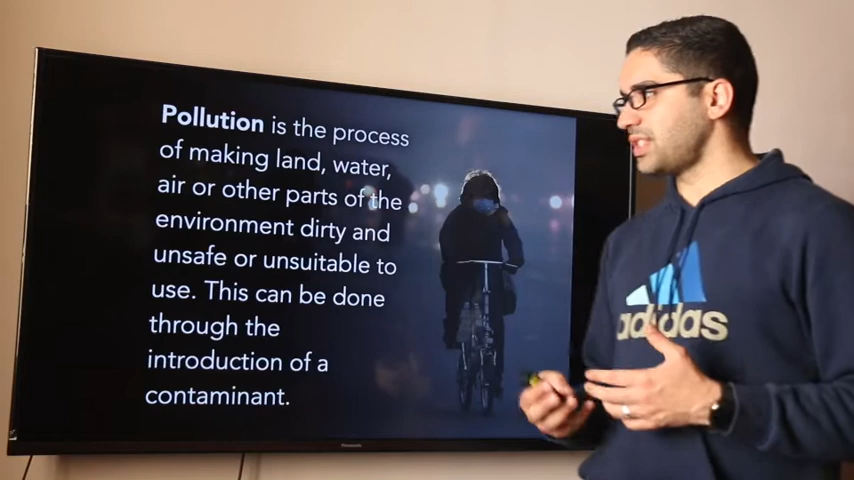 Pollution is the process
of making land, water,
air or other parts of the
environment dirty and
unsafe or unsuitable to
use. This can be done
through the
introduction of a
contaminant.
Panasonic
adidas